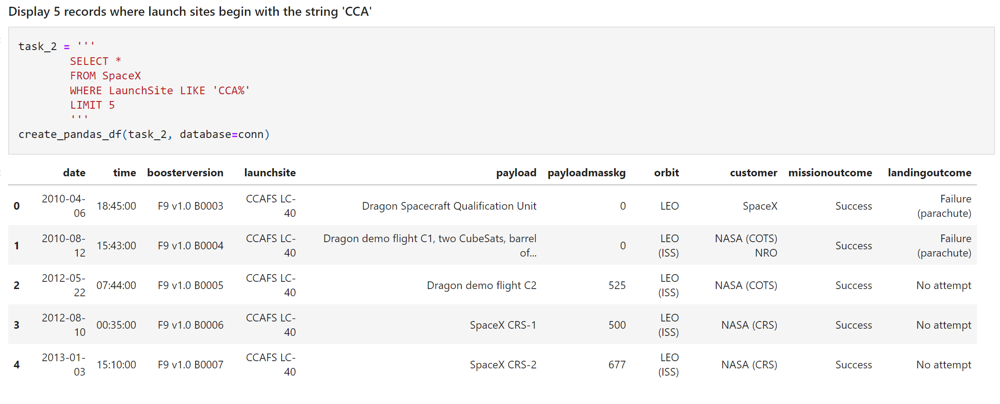 Display 5 records where launch sites begin with the string 'CCA'
task_2 = '''
SELECT *
FROM SpaceX
WHERE LaunchSite LIKE 'CCA%'
LIMIT 5
'''
create_pandas_df(task_2, database=conn)
date time boosterversion launchsite payload payloadmasskg orbit customer missionoutcome landingoutcome
0 2010-04-06 18:45:00 F9 v1.0 B0003 CCAFS LC-40 Dragon Spacecraft Qualification Unit 0 LEO SpaceX Success Failure (parachute)
1 2010-08-12 15:43:00 F9 v1.0 B0004 CCAFS LC-40 Dragon demo flight C1, two CubeSats, barrel of... 0 LEO (ISS) NASA (COTS) NRO Success Failure (parachute)
2 2012-05-22 07:44:00 F9 v1.0 B0005 CCAFS LC-40 Dragon demo flight C2 525 LEO (ISS) NASA (COTS) Success No attempt
3 2012-08-10 00:35:00 F9 v1.0 B0006 CCAFS LC-40 SpaceX CRS-1 500 LEO (ISS) NASA (CRS) Success No attempt
4 2013-01-03 15:10:00 F9 v1.0 B0007 CCAFS LC-40 SpaceX CRS-2 677 LEO (ISS) NASA (CRS) Success No attempt